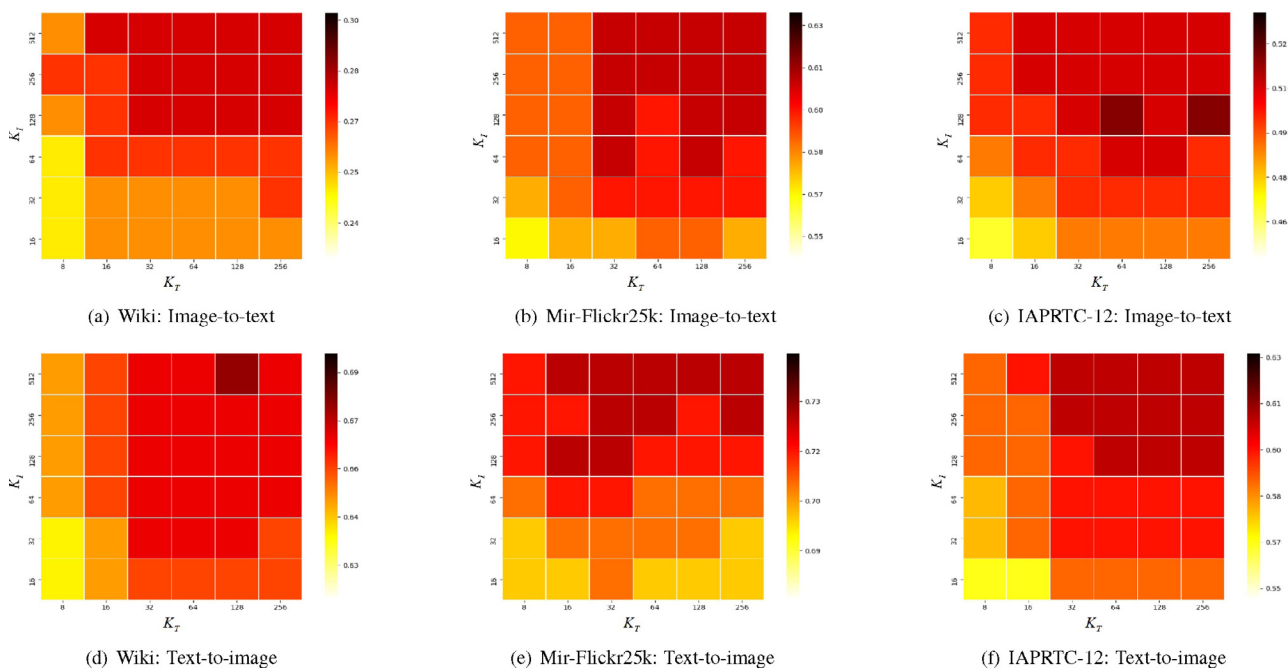 512
256
128
64
32
16
K_I
8 16 32 64 128 256
K_T
0.30
0.28
0.27
0.25
0.24
(a) Wiki: Image-to-text
512
256
128
64
32
16
K_I
8 16 32 64 128 256
K_T
0.63
0.61
0.60
0.58
0.57
0.55
(b) Mir-Flickr25k: Image-to-text
512
256
128
64
32
16
K_I
8 16 32 64 128 256
K_T
0.52
0.51
0.49
0.48
0.46
(c) IAPRTC-12: Image-to-text
512
256
128
64
32
16
K_I
8 16 32 64 128 256
K_T
0.69
0.67
0.66
0.64
0.63
(d) Wiki: Text-to-image
512
256
128
64
32
16
K_I
8 16 32 64 128 256
K_T
0.73
0.72
0.70
0.69
(e) Mir-Flickr25k: Text-to-image
512
256
128
64
32
16
K_I
8 16 32 64 128 256
K_T
0.63
0.61
0.60
0.58
0.57
0.55
(f) IAPRTC-12: Text-to-image